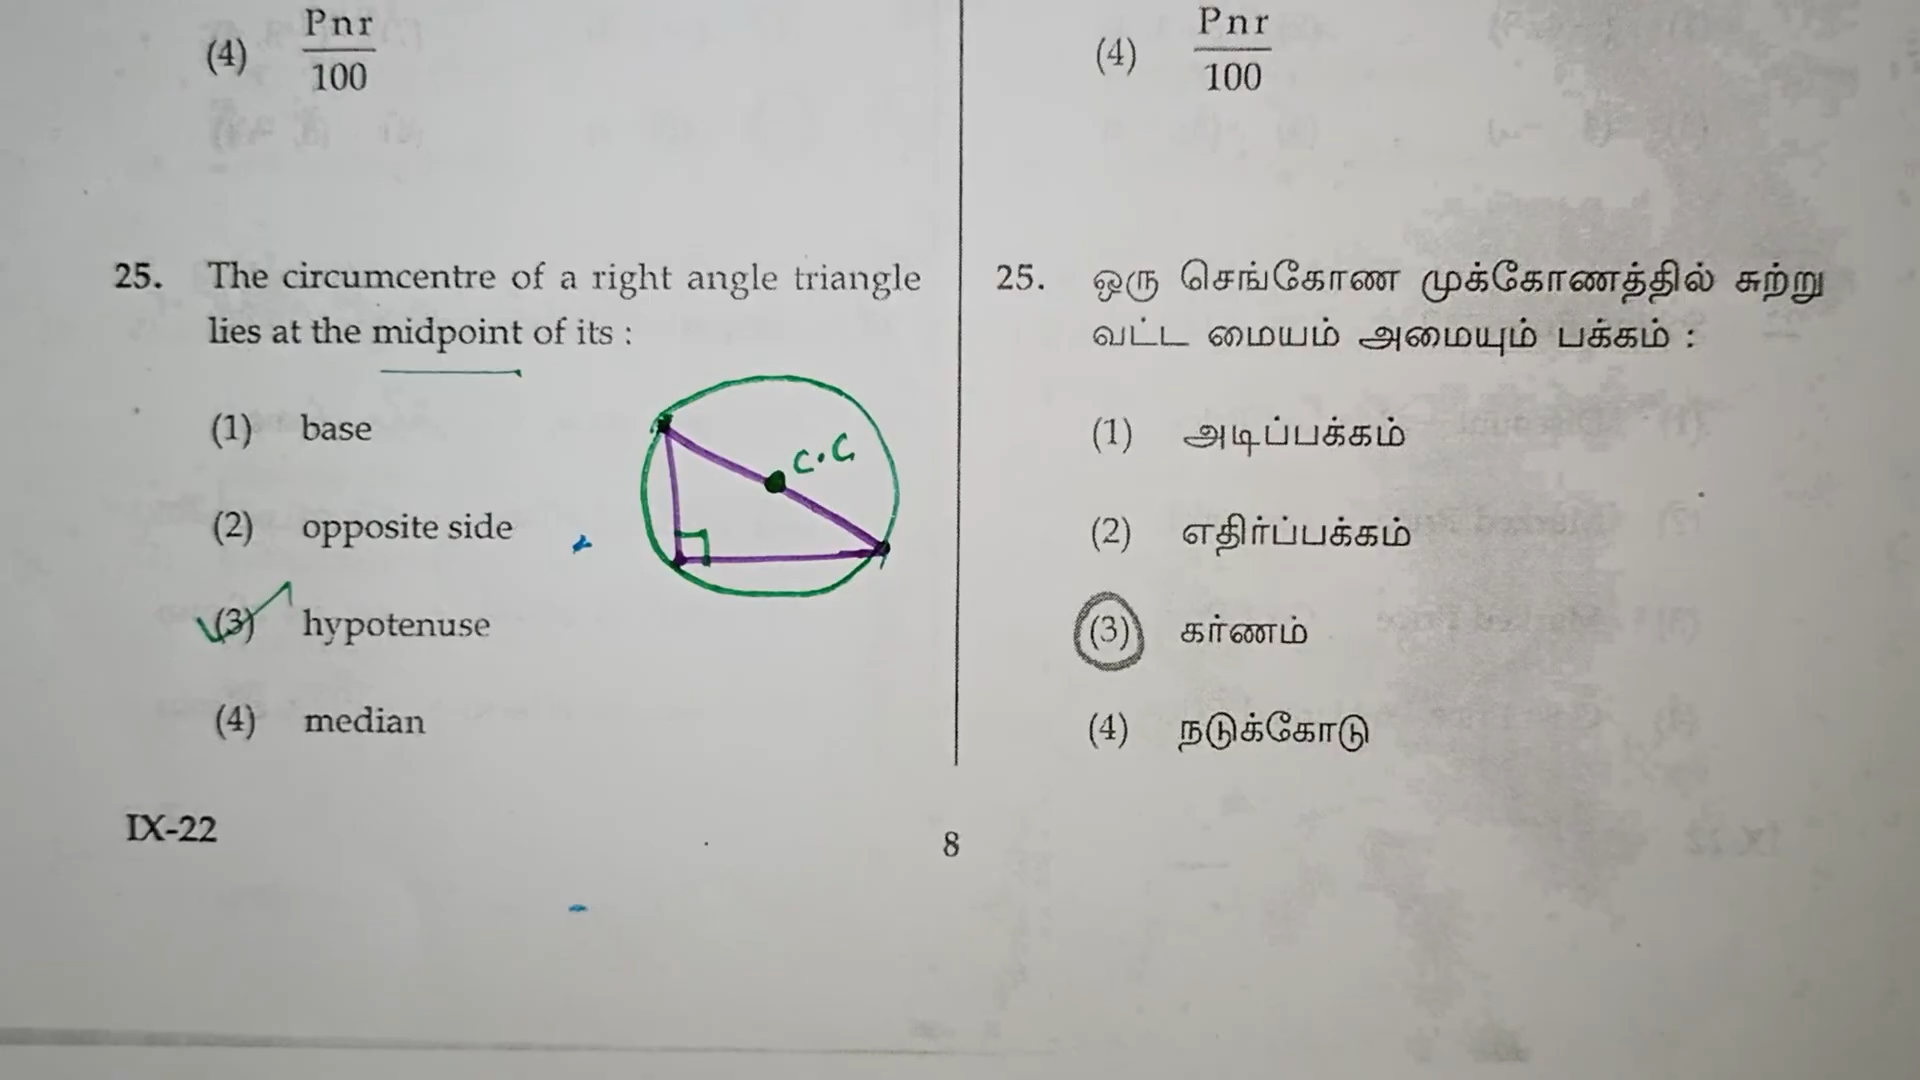 (4) Pnr
100
25. The circumcentre of a right angle triangle
lies at the midpoint of its :
(1) base
(2) opposite side
(3) hypotenuse
(4) median
C.C
IX-22
8
(4) Pnr
100
25. ஒரு செங்கோண முக்கோணத்தில் சுற்று
வட்ட மையம் அமையும் பக்கம் :
(1) அடிப்பக்கம்
(2) எதிர்ப்பக்கம்
(3) கர்ணம்
(4) நடுக்கோடு